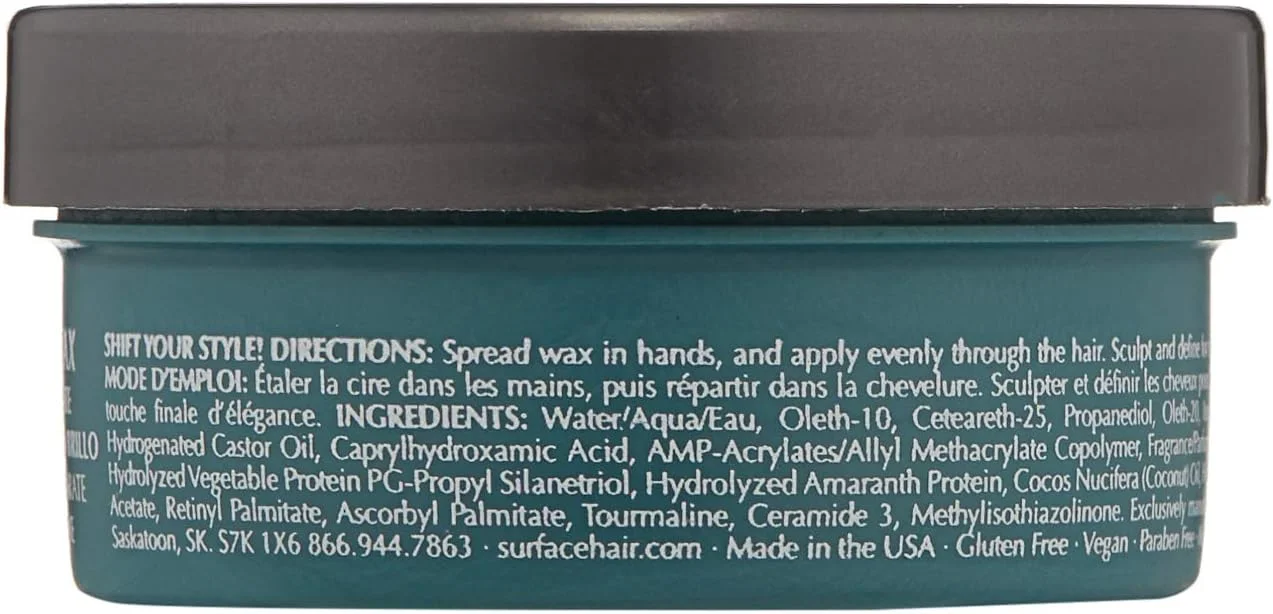 SHIFT YOUR STYLE! DIRECTIONS: Spread wax in hands, and apply evenly through the hair. Sculpt and define
MODE D'EMPLOI: Étaler la cire dans les mains, puis répartir dans la chevelure. Sculpter et définir les cheveux
touche finale d'élégance. INGREDIENTS: Water/Aqua/Eau, Oleth-10, Ceteareth-25, Propanediol, Oleth-20,
Hydrogenated Castor Oil, Caprylhydroxamic Acid, AMP-Acrylates/Allyl Methacrylate Copolymer,
Hydrolyzed Vegetable Protein PG-Propyl Silanetriol, Hydrolyzed Amaranth Protein, Cocos Nucifera (Coconut) Oil,
Acetate, Retinyl Palmitate, Ascorbyl Palmitate, Tourmaline, Ceramide 3, Methylisothiazolinone. Exclusively
Saskatoon, SK. S7K 1X6 866.944.7863 · surfacehair.com · Made in the USA · Gluten Free · Vegan · Paraben Free